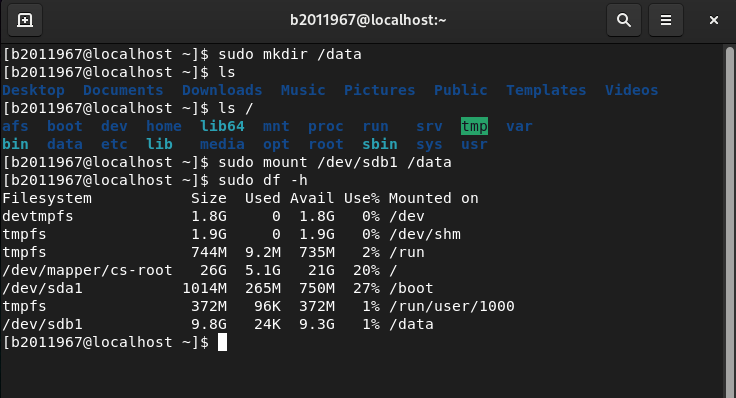 b2011967@localhost:~
[b2011967@localhost ~]$ sudo mkdir /data
[b2011967@localhost ~]$ ls
Desktop  Documents  Downloads  Music  Pictures  Public  Templates  Videos
[b2011967@localhost ~]$ ls /
afs  boot  dev  home  lib64  mnt  proc  run   srv  tmp  var
bin  data  etc  lib   media  opt  root  sbin  sys  usr
[b2011967@localhost ~]$ sudo mount /dev/sdb1 /data
[b2011967@localhost ~]$ sudo df -h
Filesystem           Size  Used Avail Use% Mounted on
devtmpfs             1.8G     0  1.8G   0% /dev
tmpfs                1.9G     0  1.9G   0% /dev/shm
tmpfs                744M  9.2M  735M   2% /run
/dev/mapper/cs-root   26G  5.1G   21G  20% /
/dev/sda1           1014M  265M  750M  27% /boot
tmpfs                372M   96K  372M   1% /run/user/1000
/dev/sdb1            9.8G   24K  9.3G   1% /data
[b2011967@localhost ~]$